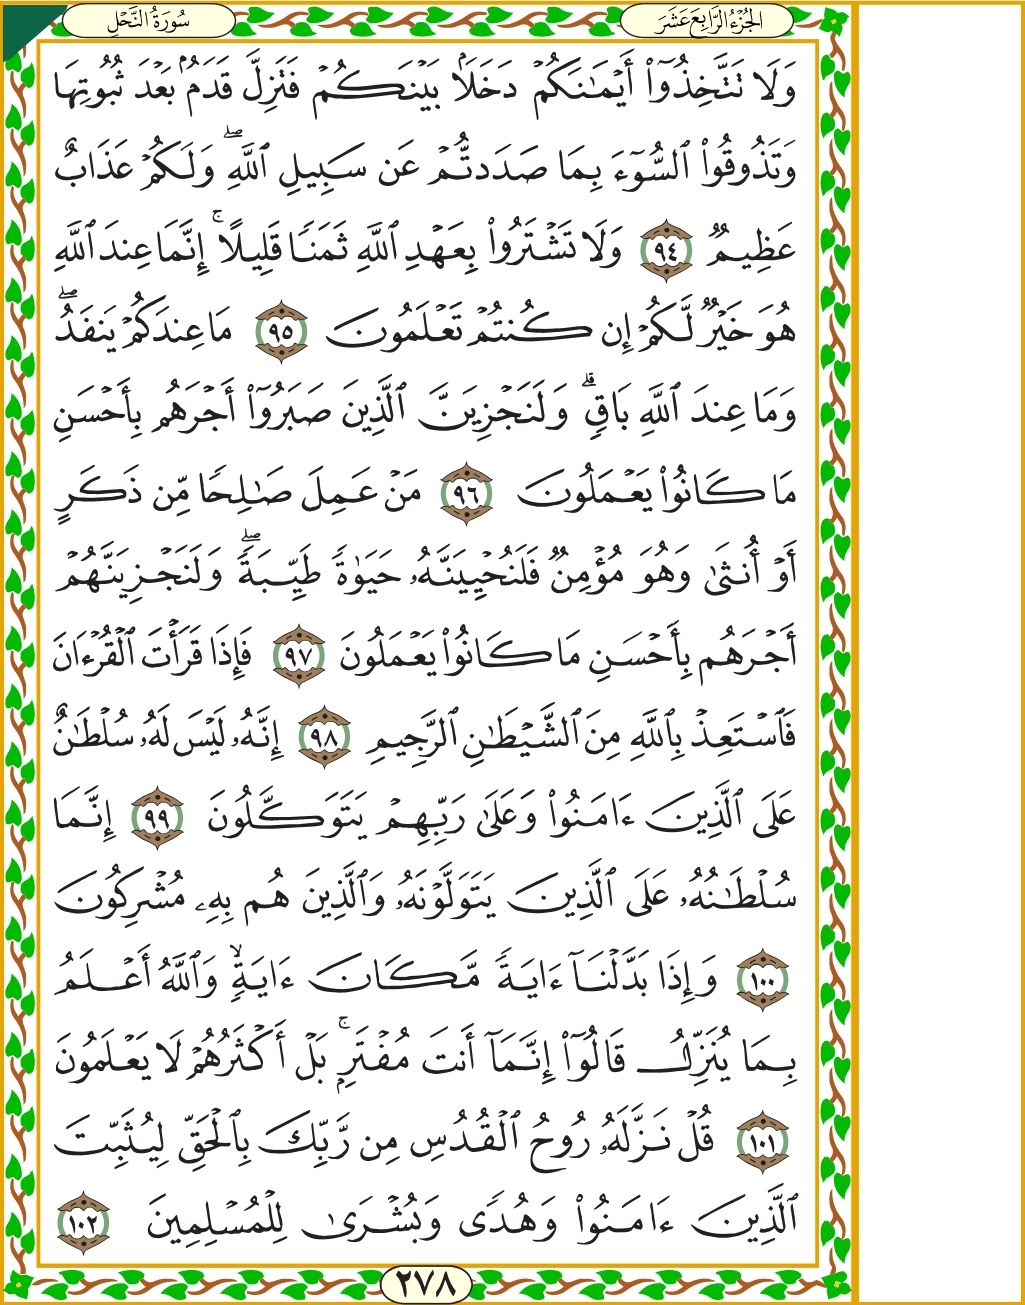 الجُزْءُ الرَّابِعَ عَشَرَ
سُورَةُ النَّحْلِ
وَلَا تَتَّخِذُوٓا۟ أَيْمَٰنَكُمْ دَخَلًۢا بَيْنَكُمْ فَتَزِلَّ قَدَمٌۢ بَعْدَ ثُبُوتِهَا
وَتَذُوقُوا۟ ٱلسُّوٓءَ بِمَا صَدَدتُّمْ عَن سَبِيلِ ٱللَّهِ ۖ وَلَكُمْ عَذَابٌ
عَظِيمٌ ٩٤ وَلَا تَشْتَرُوا۟ بِعَهْدِ ٱللَّهِ ثَمَنًا قَلِيلًا ۚ إِنَّمَا عِندَ ٱللَّهِ
هُوَ خَيْرٌ لَّكُمْ إِن كُنتُمْ تَعْلَمُونَ ٩٥ مَا عِندَكُمْ يَنفَدُ ۖ
وَمَا عِندَ ٱللَّهِ بَاقٍ ۗ وَلَنَجْزِيَنَّ ٱلَّذِينَ صَبَرُوٓا۟ أَجْرَهُم بِأَحْسَنِ
مَا كَانُوا۟ يَعْمَلُونَ ٩٦ مَنْ عَمِلَ صَٰلِحًا مِّن ذَكَرٍ
أَوْ أُنثَىٰ وَهُوَ مُؤْمِنٌ فَلَنُحْيِيَنَّهُۥ حَيَوٰةً طَيِّبَةً ۖ وَلَنَجْزِيَنَّهُمْ
أَجْرَهُم بِأَحْسَنِ مَا كَانُوا۟ يَعْمَلُونَ ٩٧ فَإِذَا قَرَأْتَ ٱلْقُرْءَانَ
فَٱسْتَعِذْ بِٱللَّهِ مِنَ ٱلشَّيْطَٰنِ ٱلرَّجِيمِ ٩٨ إِنَّهُۥ لَيْسَ لَهُۥ سُلْطَٰنٌ
عَلَى ٱلَّذِينَ ءَامَنُوا۟ وَعَلَىٰ رَبِّهِمْ يَتَوَكَّلُونَ ٩٩ إِنَّمَا
سُلْطَٰنُهُۥ عَلَى ٱلَّذِينَ يَتَوَلَّوْنَهُۥ وَٱلَّذِينَ هُم بِهِۦ مُشْرِكُونَ
١٠٠ وَإِذَا بَدَّلْنَآ ءَايَةً مَّكَانَ ءَايَةٍ ۙ وَٱللَّهُ أَعْلَمُ
بِمَا يُنَزِّلُ قَالُوٓا۟ إِنَّمَآ أَنتَ مُفْتَرٍۭ ۚ بَلْ أَكْثَرُهُمْ لَا يَعْلَمُونَ
١٠١ قُلْ نَزَّلَهُۥ رُوحُ ٱلْقُدُسِ مِن رَّبِّكَ بِٱلْحَقِّ لِيُثَبِّتَ
ٱلَّذِينَ ءَامَنُوا۟ وَهُدًى وَبُشْرَىٰ لِلْمُسْلِمِينَ ١٠٢
٢٧٨